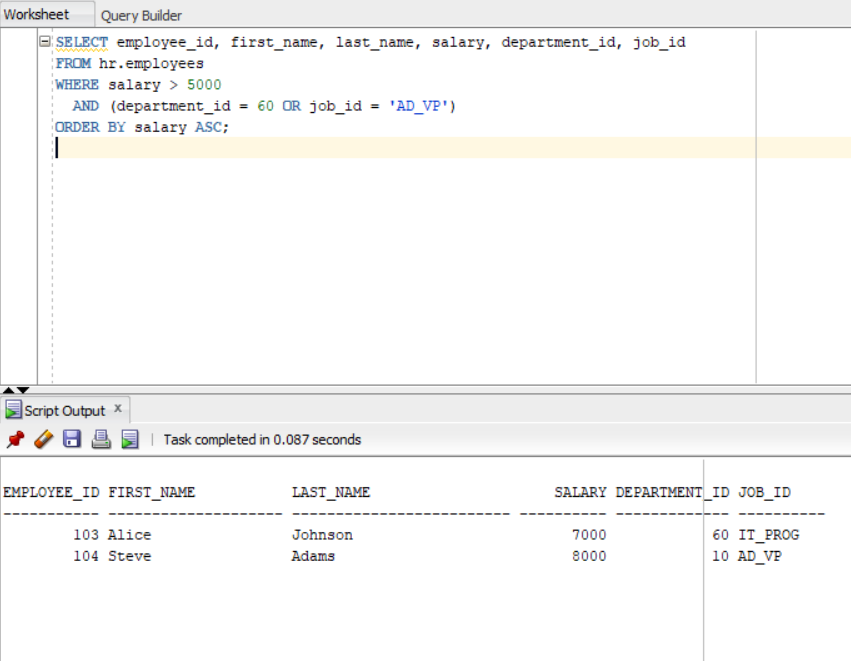 Worksheet Query Builder
SELECT employee_id, first_name, last_name, salary, department_id, job_id
FROM hr.employees
WHERE salary > 5000
AND (department_id = 60 OR job_id = 'AD_VP')
ORDER BY salary ASC;
Script Output x
Task completed in 0.087 seconds
EMPLOYEE_ID FIRST_NAME LAST_NAME SALARY DEPARTMENT_ID JOB_ID
----------- -------------------- ------------------------- ---------- ------------- ----------
103 Alice Johnson 7000 60 IT_PROG
104 Steve Adams 8000 10 AD_VP